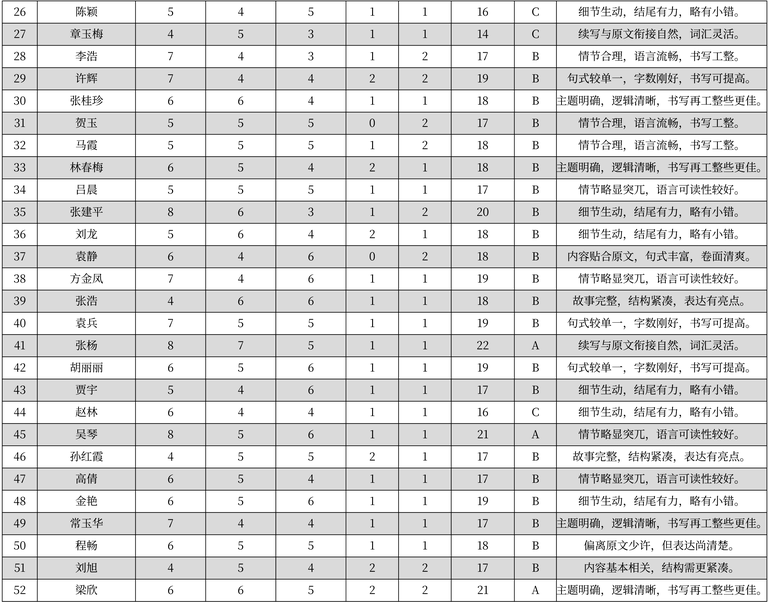 26 陈颖 5 4 5 1 1 16 C 细节生动，结尾有力，略有小错。
27 章玉梅 4 5 3 1 1 14 C 续写与原文衔接自然，词汇灵活。
28 李浩 7 4 3 1 2 17 B 情节合理，语言流畅，书写工整。
29 许辉 7 4 4 2 2 19 B 句式较单一，字数刚好，书写可提高。
30 张桂珍 6 6 4 1 1 18 B 主题明确，逻辑清晰，书写再工整些更佳。
31 贺玉 5 5 5 0 2 17 B 情节合理，语言流畅，书写工整。
32 马霞 5 5 5 1 2 18 B 情节合理，语言流畅，书写工整。
33 林春梅 6 5 4 2 1 18 B 主题明确，逻辑清晰，书写再工整些更佳。
34 吕晨 5 5 5 1 1 17 B 情节略显突兀，语言可读性较好。
35 张建平 8 6 3 1 2 20 B 细节生动，结尾有力，略有小错。
36 刘龙 5 6 4 2 1 18 B 细节生动，结尾有力，略有小错。
37 袁静 6 4 6 0 2 18 B 内容贴合原文，句式丰富，卷面清爽。
38 方金凤 7 4 6 1 1 19 B 情节略显突兀，语言可读性较好。
39 张浩 4 6 6 1 1 18 B 故事完整，结构紧凑，表达有亮点。
40 袁兵 7 5 5 1 1 19 B 句式较单一，字数刚好，书写可提高。
41 张杨 8 7 5 1 1 22 A 续写与原文衔接自然，词汇灵活。
42 胡丽丽 6 5 6 1 1 19 B 句式较单一，字数刚好，书写可提高。
43 贾宇 5 4 6 1 1 17 B 细节生动，结尾有力，略有小错。
44 赵林 6 4 4 1 1 16 C 细节生动，结尾有力，略有小错。
45 吴琴 8 5 6 1 1 21 A 情节略显突兀，语言可读性较好。
46 孙红霞 4 5 5 2 1 17 B 故事完整，结构紧凑，表达有亮点。
47 高倩 6 5 4 1 1 17 B 情节略显突兀，语言可读性较好。
48 金艳 6 5 6 1 1 19 B 细节生动，结尾有力，略有小错。
49 常玉华 7 4 4 1 1 17 B 主题明确，逻辑清晰，书写再工整些更佳。
50 程畅 6 5 5 1 1 18 B 偏离原文少许，但表达尚清楚。
51 刘旭 4 5 4 2 2 17 B 内容基本相关，结构需更紧凑。
52 梁欣 6 6 5 2 2 21 A 主题明确，逻辑清晰，书写再工整些更佳。